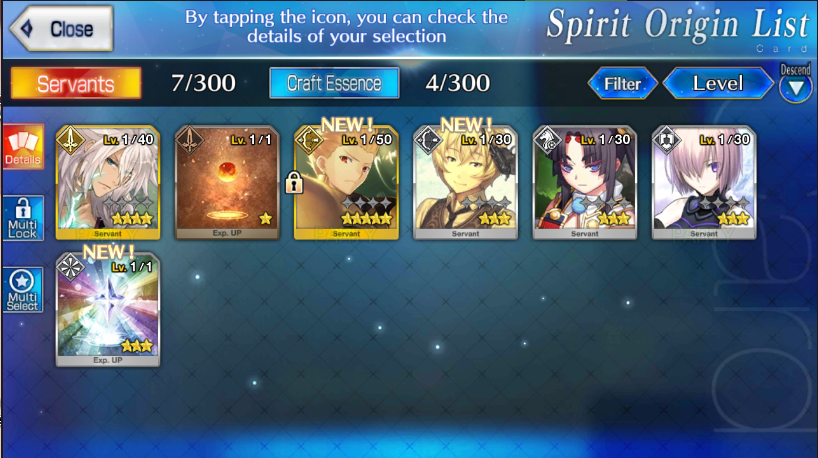 Close
By tapping the icon, you can check the
details of your selection
Spirit Origin List
Card
Servants
7/300
Craft Essence
4/300
Filter
Level
Descend
Details
Multi
Lock
Multi
Select
Lv. 1/40
Servant
Lv. 1/1
Exp. UP
NEW!
Lv. 1/50
Servant
NEW!
Lv. 1/30
Servant
Lv. 1/30
Servant
Lv. 1/30
Servant
NEW!
Lv. 1/1
Exp. UP